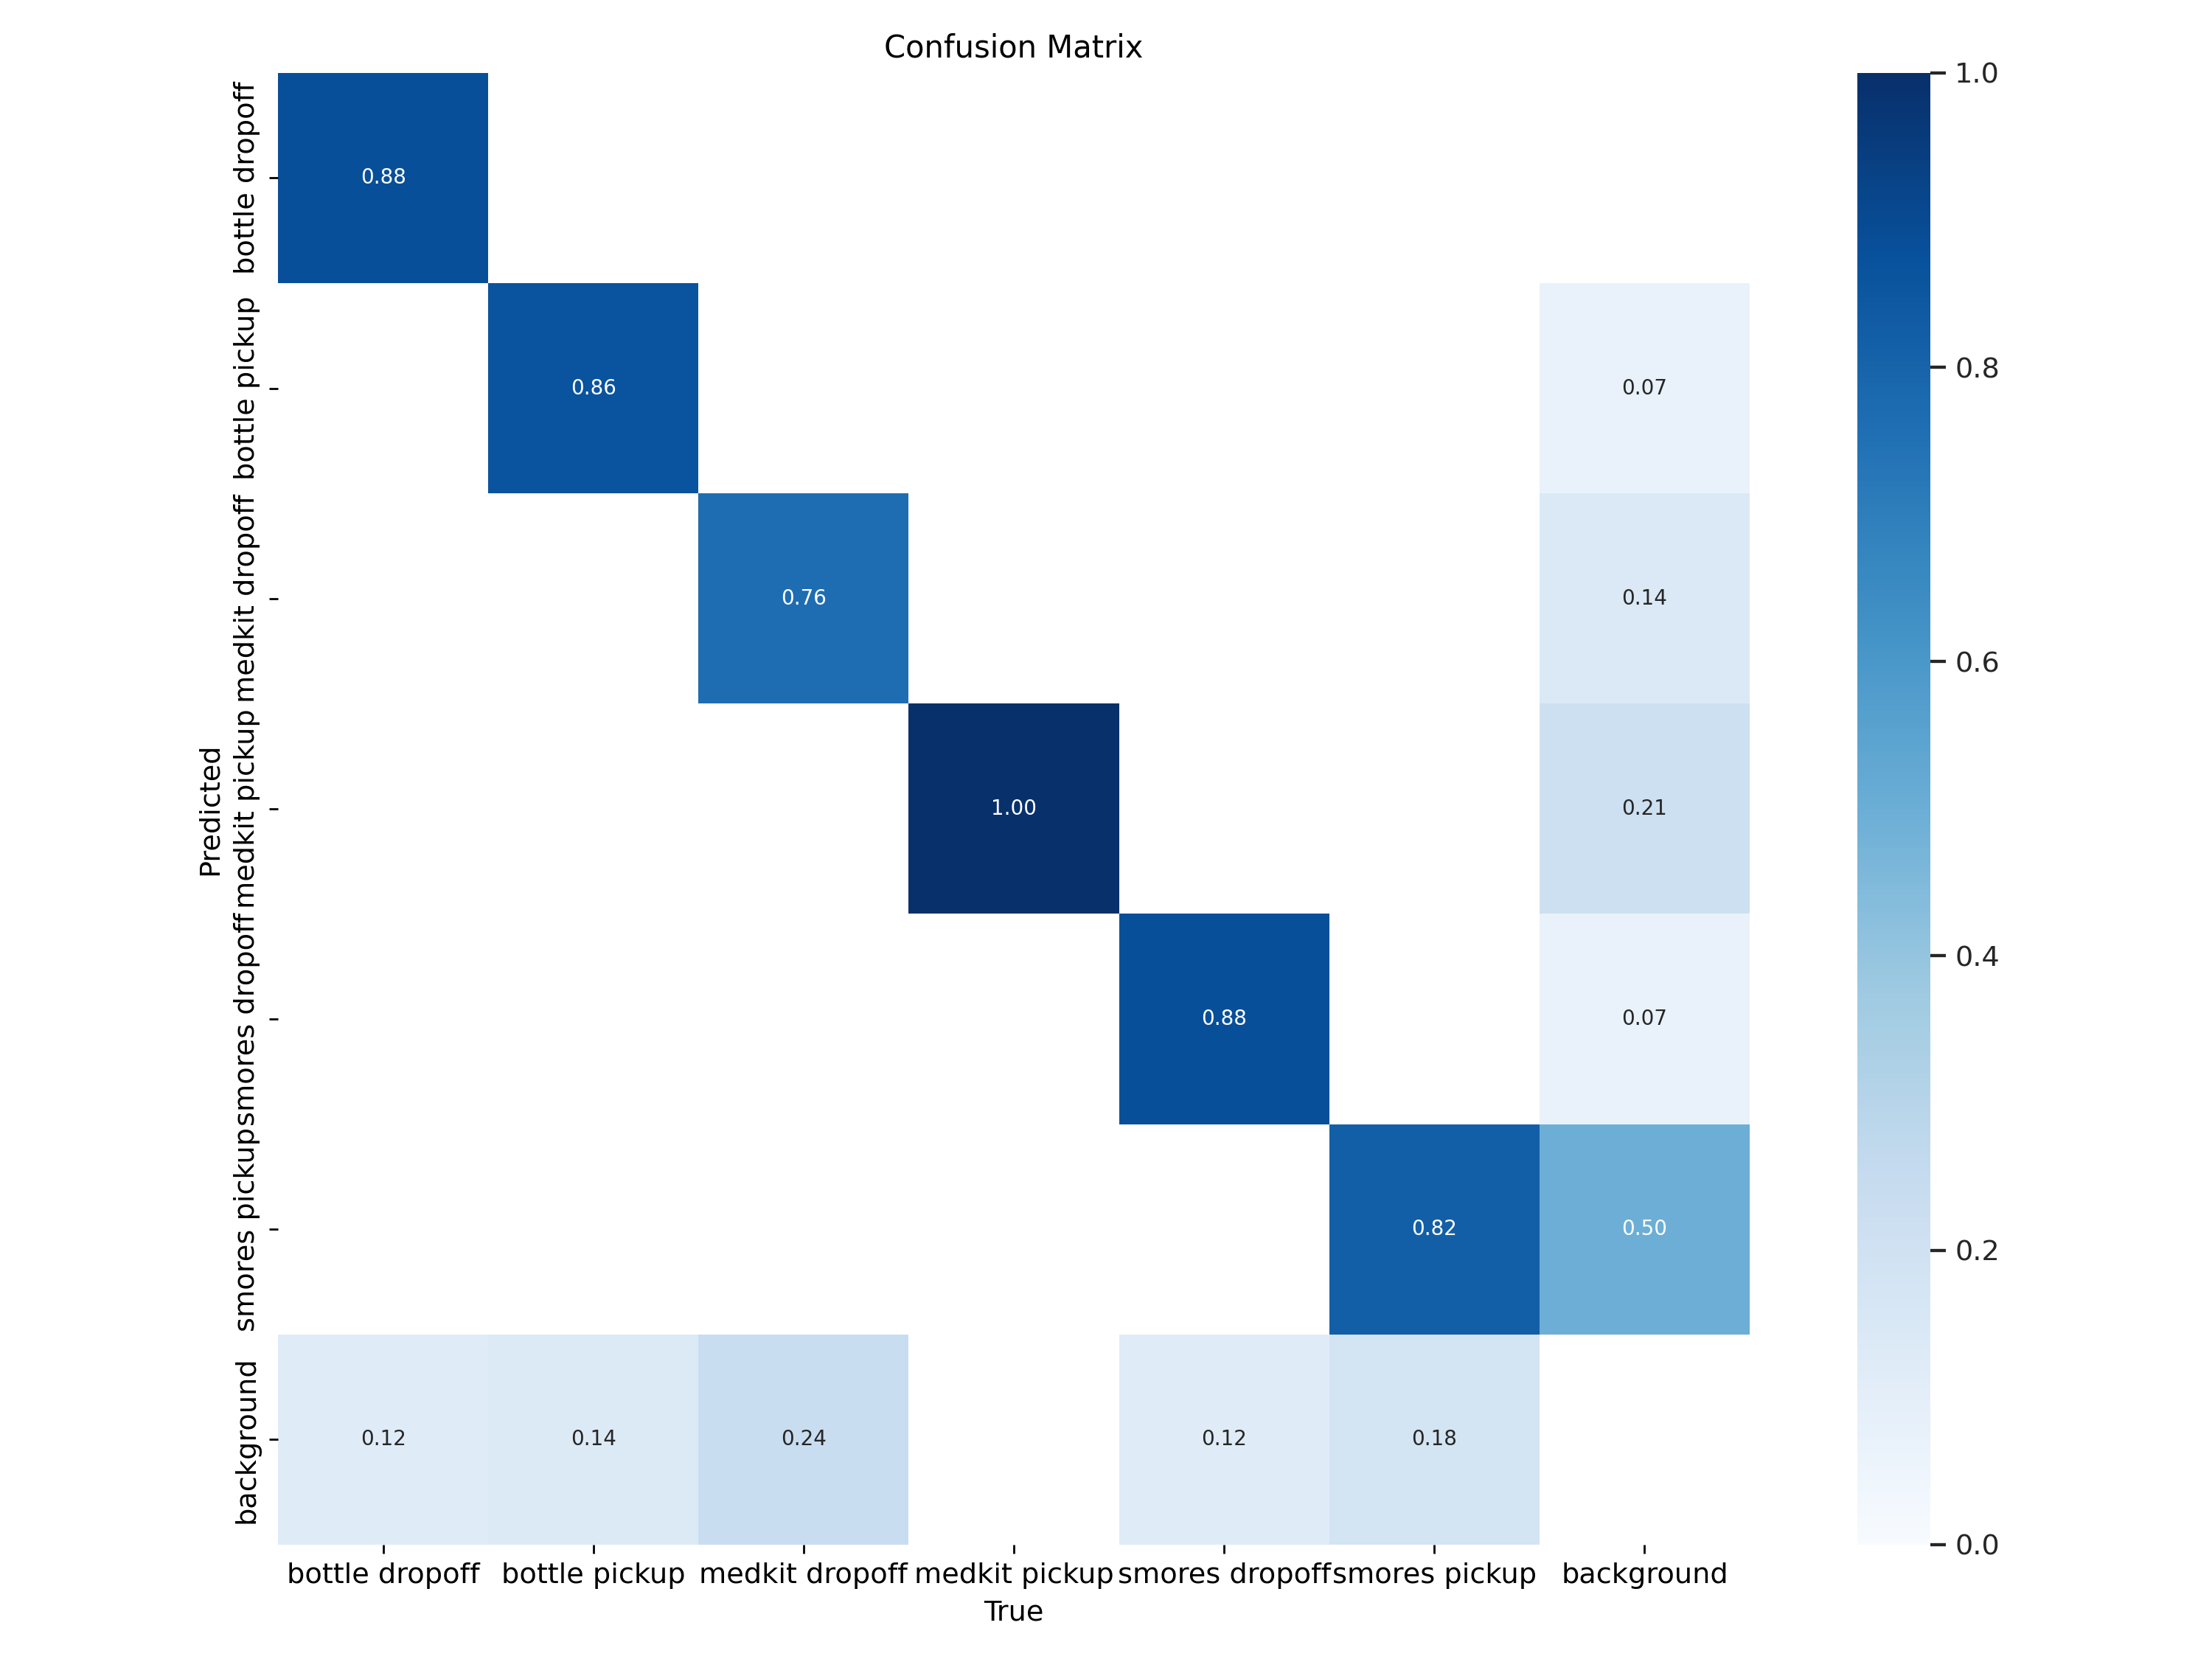 Confusion Matrix
bottle dropoff
0.88
bottle pickup
0.86
0.07
medkit dropoff
0.76
0.14
medkit pickup
1.00
0.21
smores dropoff
0.88
0.07
smores pickup
0.82
0.50
background
0.12
0.14
0.24
0.12
0.18
Predicted
bottle dropoff
bottle pickup
medkit dropoff
medkit pickup
smores dropoff
smores pickup
background
True
1.0
0.8
0.6
0.4
0.2
0.0